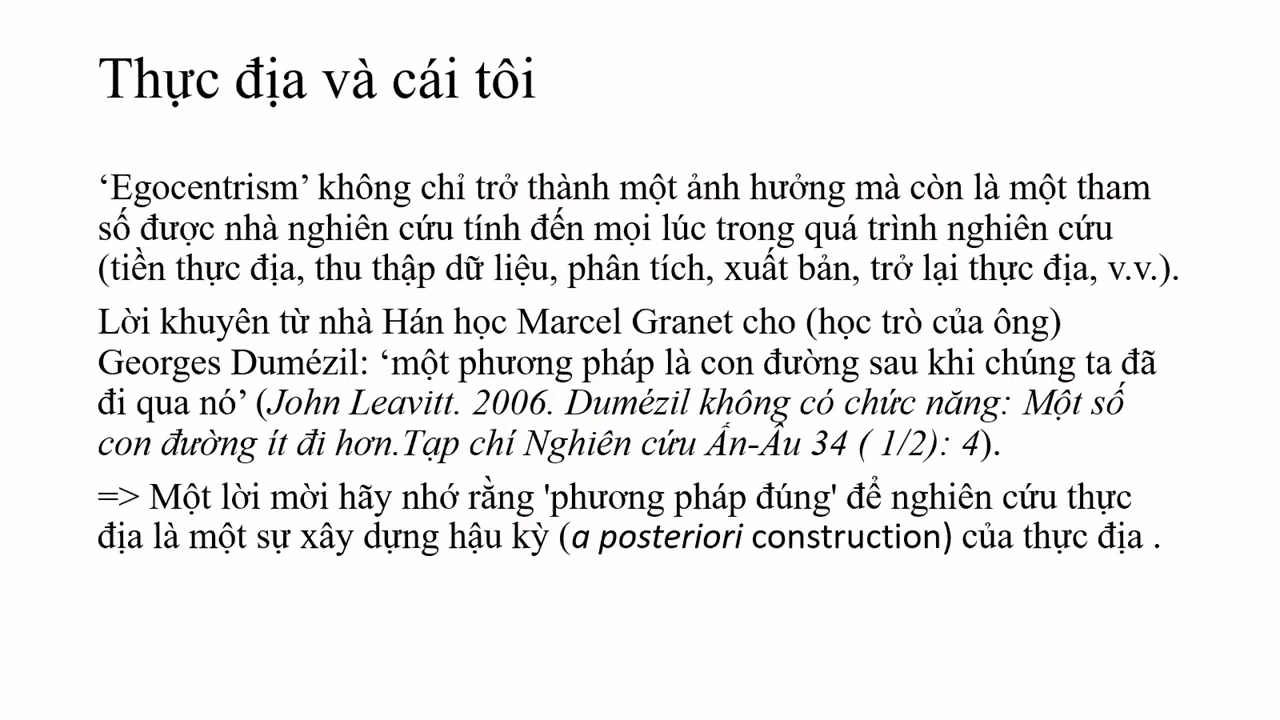 Thực địa và cái tôi
‘Egocentrism’ không chỉ trở thành một ảnh hưởng mà còn là một tham
số được nhà nghiên cứu tính đến mọi lúc trong quá trình nghiên cứu
(tiền thực địa, thu thập dữ liệu, phân tích, xuất bản, trở lại thực địa, v.v.).
Lời khuyên từ nhà Hán học Marcel Granet cho (học trò của ông)
Georges Dumézil: ‘một phương pháp là con đường sau khi chúng ta đã
đi qua nó’ (John Leavitt. 2006. Dumézil không có chức năng: Một số
con đường ít đi hơn.Tạp chí Nghiên cứu Ấn-Âu 34 ( 1/2): 4).
=> Một lời mời hãy nhớ rằng 'phương pháp đúng' để nghiên cứu thực
địa là một sự xây dựng hậu kỳ (a posteriori construction) của thực địa .